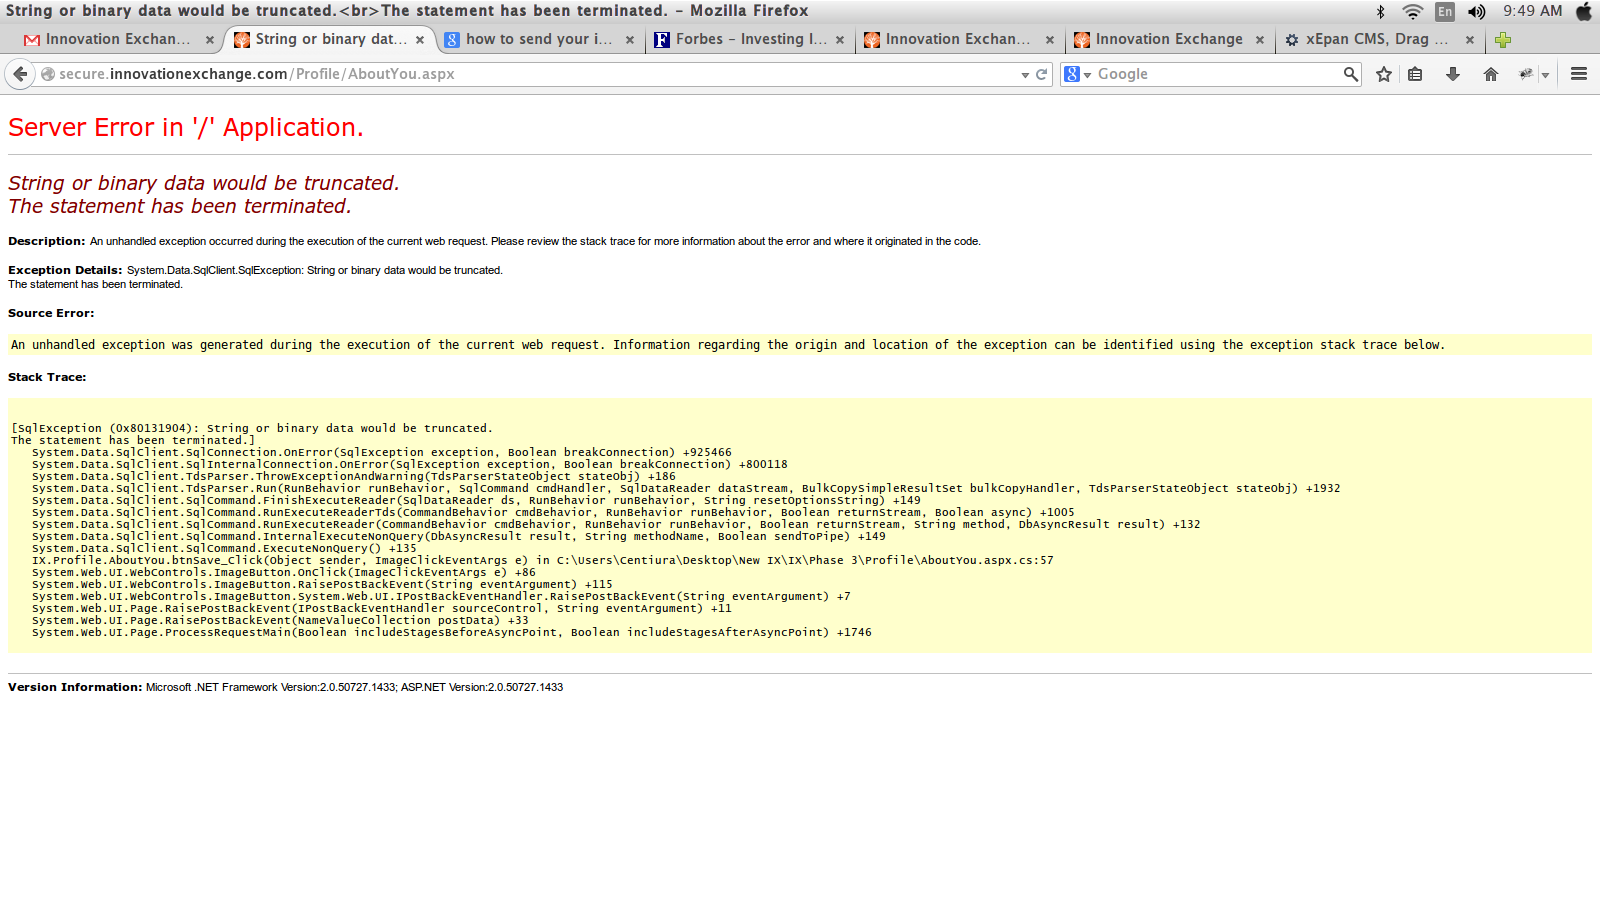 String or binary data would be truncated.<br>The statement has been terminated. - Mozilla Firefox
En
9:49 AM
Innovation Exchan...
String or binary dat...
how to send your i...
Forbes - Investing I...
Innovation Exchan...
Innovation Exchange
xEpan CMS, Drag ...
secure.innovationexchange.com/Profile/AboutYou.aspx
Google
Server Error in '/' Application.
String or binary data would be truncated.
The statement has been terminated.
Description: An unhandled exception occurred during the execution of the current web request. Please review the stack trace for more information about the error and where it originated in the code.
Exception Details: System.Data.SqlClient.SqlException: String or binary data would be truncated.
The statement has been terminated.
Source Error:
An unhandled exception was generated during the execution of the current web request. Information regarding the origin and location of the exception can be identified using the exception stack trace below.
Stack Trace:
[SqlException (0x80131904): String or binary data would be truncated.
The statement has been terminated.]
System.Data.SqlClient.SqlConnection.OnError(SqlException exception, Boolean breakConnection) +925466
System.Data.SqlClient.SqlInternalConnection.OnError(SqlException exception, Boolean breakConnection) +800118
System.Data.SqlClient.TdsParser.ThrowExceptionAndWarning(TdsParserStateObject stateObj) +186
System.Data.SqlClient.TdsParser.Run(RunBehavior runBehavior, SqlCommand cmdHandler, SqlDataReader dataStream, BulkCopySimpleResultSet bulkCopyHandler, TdsParserStateObject stateObj) +1932
System.Data.SqlClient.SqlCommand.FinishExecuteReader(SqlDataReader ds, RunBehavior runBehavior, String resetOptionsString) +149
System.Data.SqlClient.SqlCommand.RunExecuteReaderTds(CommandBehavior cmdBehavior, RunBehavior runBehavior, Boolean returnStream, Boolean async) +1005
System.Data.SqlClient.SqlCommand.RunExecuteReader(CommandBehavior cmdBehavior, RunBehavior runBehavior, Boolean returnStream, String method, DbAsyncResult result) +132
System.Data.SqlClient.SqlCommand.InternalExecuteNonQuery(DbAsyncResult result, String methodName, Boolean sendToPipe) +149
System.Data.SqlClient.SqlCommand.ExecuteNonQuery() +135
IX.Profile.AboutYou.btnSave_Click(Object sender, ImageClickEventArgs e) in C:\Users\Centiura\Desktop\New IX\IX\Phase 3\Profile\AboutYou.aspx.cs:57
System.Web.UI.WebControls.ImageButton.OnClick(ImageClickEventArgs e) +86
System.Web.UI.WebControls.ImageButton.RaisePostBackEvent(String eventArgument) +115
System.Web.UI.WebControls.ImageButton.System.Web.UI.IPostBackEventHandler.RaisePostBackEvent(String eventArgument) +7
System.Web.UI.Page.RaisePostBackEvent(IPostBackEventHandler sourceControl, String eventArgument) +11
System.Web.UI.Page.RaisePostBackEvent(NameValueCollection postData) +33
System.Web.UI.Page.ProcessRequestMain(Boolean includeStagesBeforeAsyncPoint, Boolean includeStagesAfterAsyncPoint) +1746
Version Information: Microsoft .NET Framework Version:2.0.50727.1433; ASP.NET Version:2.0.50727.1433